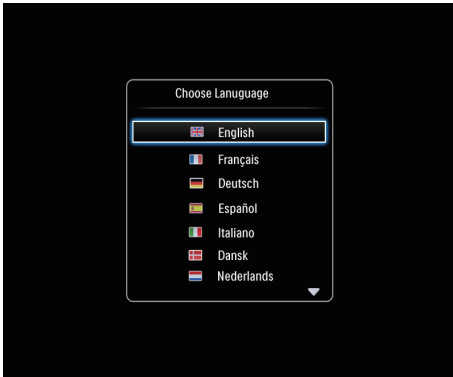 Choose Lanuguage
English
Français
Deutsch
Español
Italiano
Dansk
Nederlands